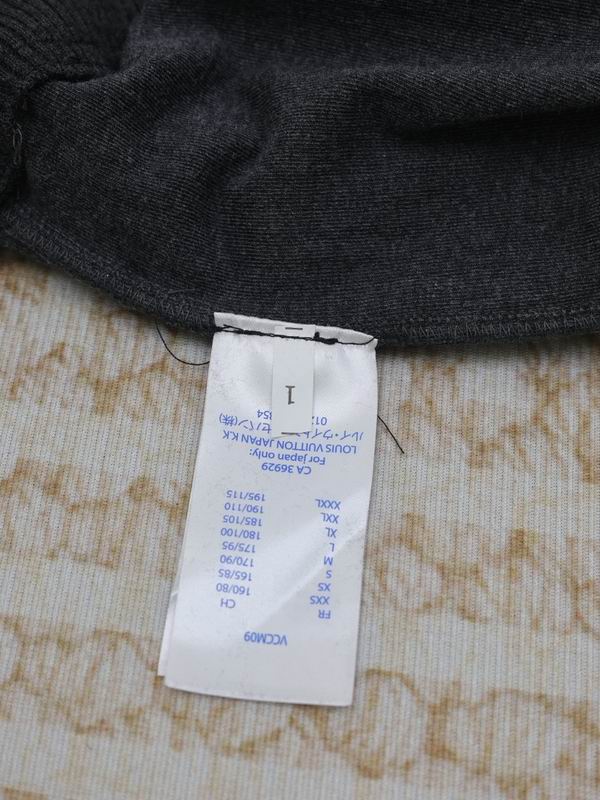 VCCM09
FR CH
XXS 160/80
XS 165/85
S 170/90
M 175/95
L 180/100
XL 185/105
XXL 190/110
XXXL 195/115
CA 36929
For japan only:
LOUIS VUITTON JAPAN K.K
1